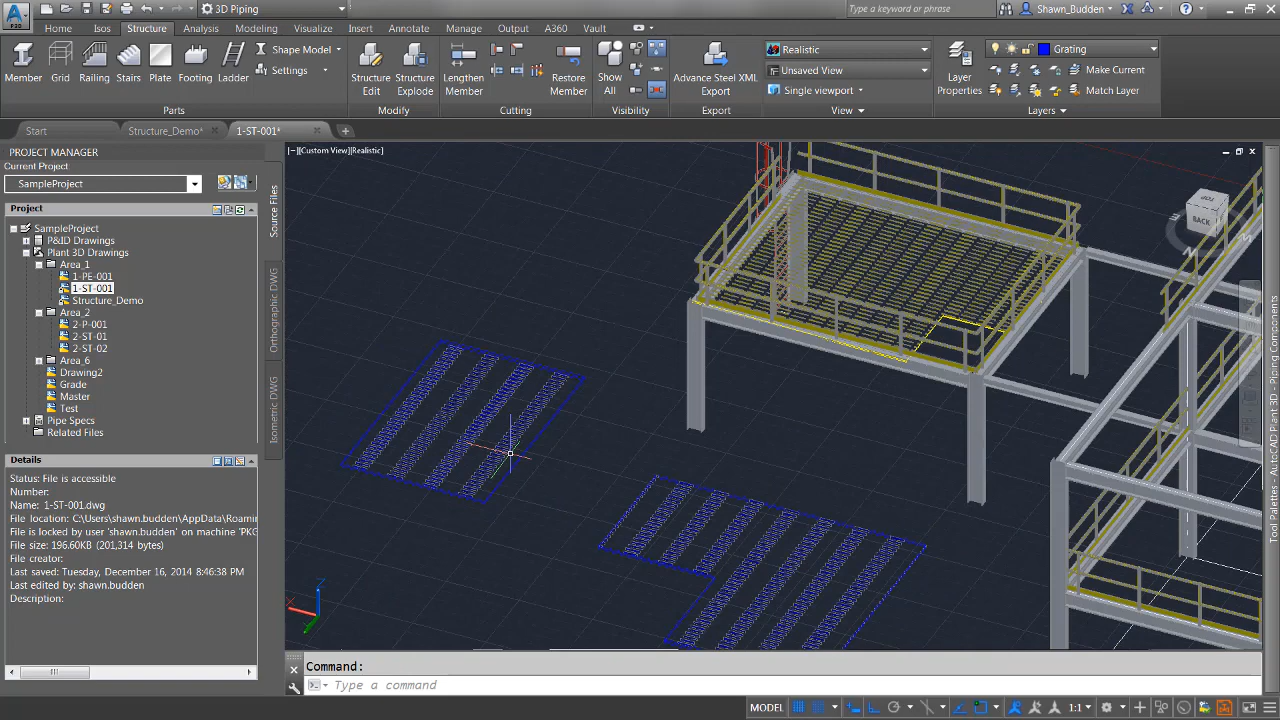 3D Piping
Type a keyword or phrase
Shawn_Budden
P3D
Home Isos Structure Analysis Modeling Visualize Insert Annotate Manage Output A360 Vault
Member Grid Railing Stairs Plate Footing Ladder
Shape Model
Settings
Structure Edit
Structure Explode
Lengthen Member
Restore Member
Show All
Advance Steel XML Export
Realistic
Unsaved View
Single viewport
Layer Properties
Grating
Make Current
Match Layer
Parts Modify Cutting Visibility Export View Layers
Start Structure_Demo* 1-ST-001*
PROJECT MANAGER
Current Project
SampleProject
Project
SampleProject
P&ID Drawings
Plant 3D Drawings
Area_1
1-PE-001
1-ST-001
Structure_Demo
Area_2
2-P-001
2-ST-01
2-ST-02
Area_6
Drawing2
Grade
Master
Test
Pipe Specs
Related Files
Source Files
Orthographic DWG
Isometric DWG
Details
Status: File is accessible
Number:
Name: 1-ST-001.dwg
File location: C:\Users\shawn.budden\AppData\Roamin
File is locked by user 'shawn.budden' on machine 'PKG
File size: 196.60KB (201,314 bytes)
File creator:
Last saved: Tuesday, December 16, 2014 8:46:38 PM
Last edited by: shawn.budden
Description:
[-][Custom View][Realistic]
BACK
Z
X
Tool Palettes - AutoCAD Plant 3D - Piping Components
Command:
Type a command
MODEL
1:1